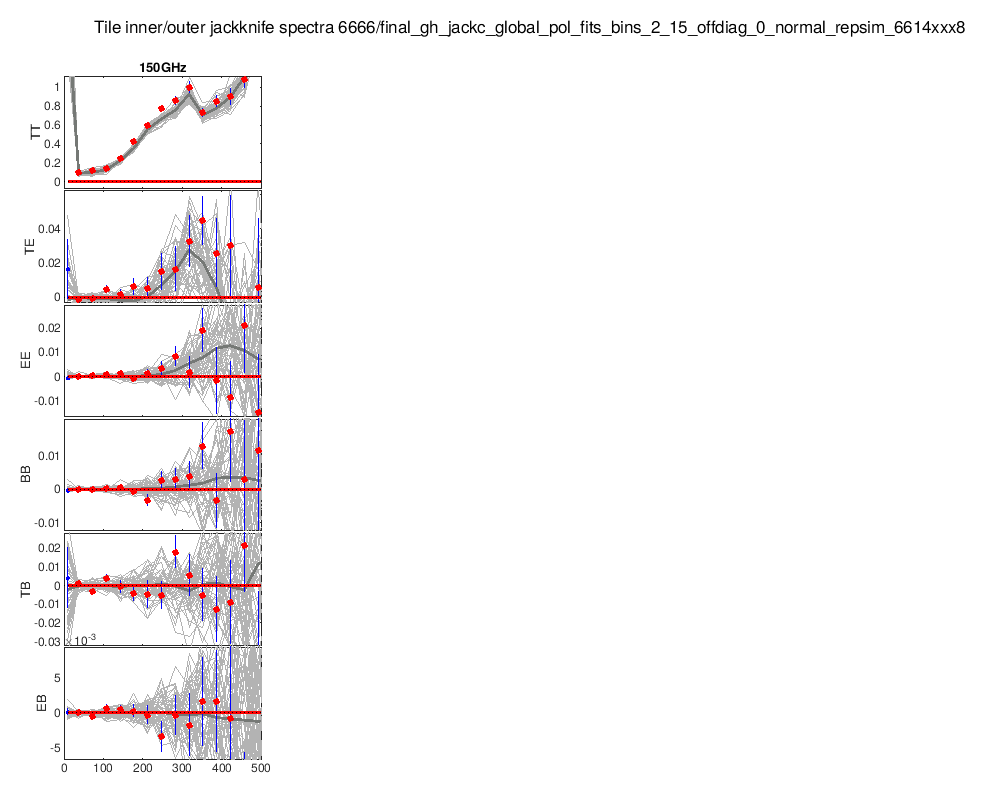 Tile inner/outer jackknife spectra 6666/final_gh_jackc_global_pol_fits_bins_2_15_offdiag_0_normal_repsim_6614xxx8
150GHz
1
0.8
0.6
0.4
0.2
0
TT
0.04
0.02
0
TE
0.02
0.01
0
-0.01
EE
0.01
0
-0.01
BB
0.02
0.01
0
-0.01
-0.02
-0.03
TB
×10⁻³
5
0
-5
EB
0 100 200 300 400 500